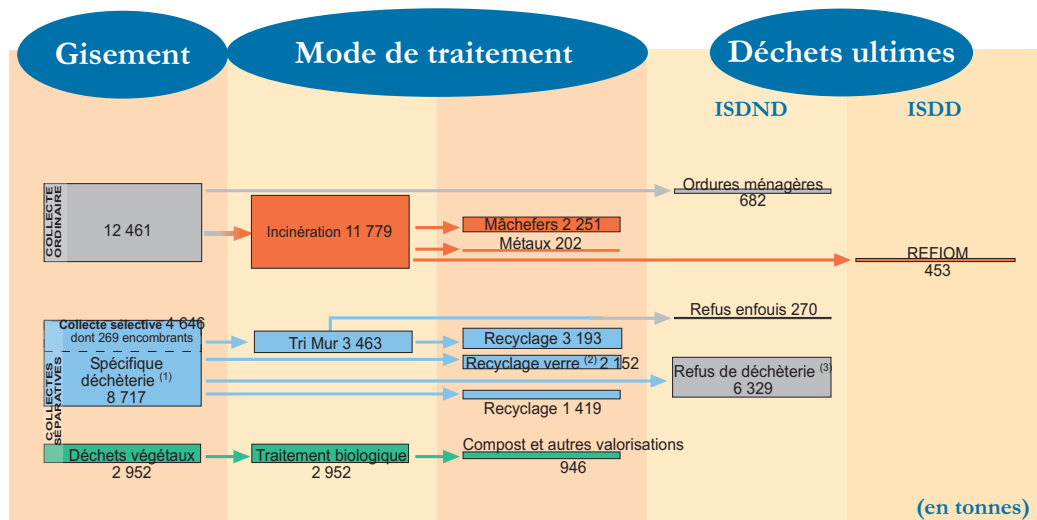 Gisement
Mode de traitement
Déchets ultimes
ISDND
ISDD
COLLECTE
ORDINAIRE
12 461
Incinération 11 779
Mâchefers 2 251
Métaux 202
Ordures ménagères
682
REFIOM
453
COLLECTES
SÉPARATIVES
Collecte sélective 4 646
dont 269 encombrants
Spécifique
déchèterie (1)
8 717
Tri Mur 3 463
Recyclage 3 193
Recyclage verre (2) 2 152
Recyclage 1 419
Refus enfouis 270
Refus de déchèterie (3)
6 329
Déchets végétaux
2 952
Traitement biologique
2 952
Compost et autres valorisations
946
(en tonnes)